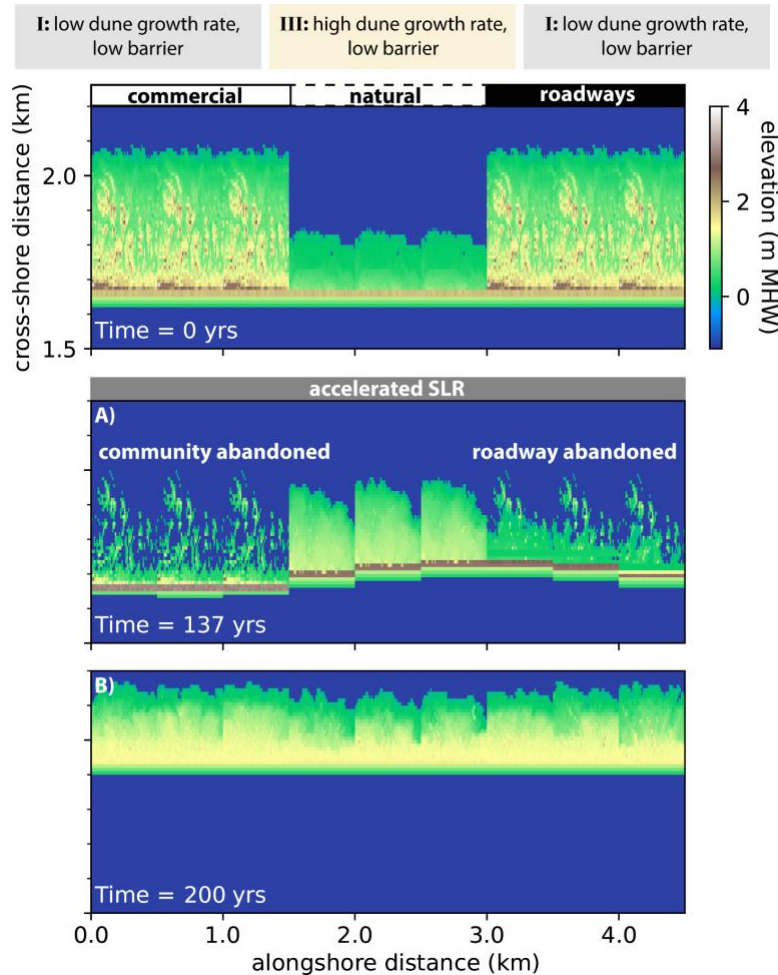 I: low dune growth rate,
low barrier
III: high dune growth rate,
low barrier
I: low dune growth rate,
low barrier
commercial
natural
roadways
cross-shore distance (km)
2.0
1.5
Time = 0 yrs
4
2
0
elevation (m MHW)
accelerated SLR
A)
community abandoned
roadway abandoned
Time = 137 yrs
B)
Time = 200 yrs
0.0 1.0 2.0 3.0 4.0
alongshore distance (km)